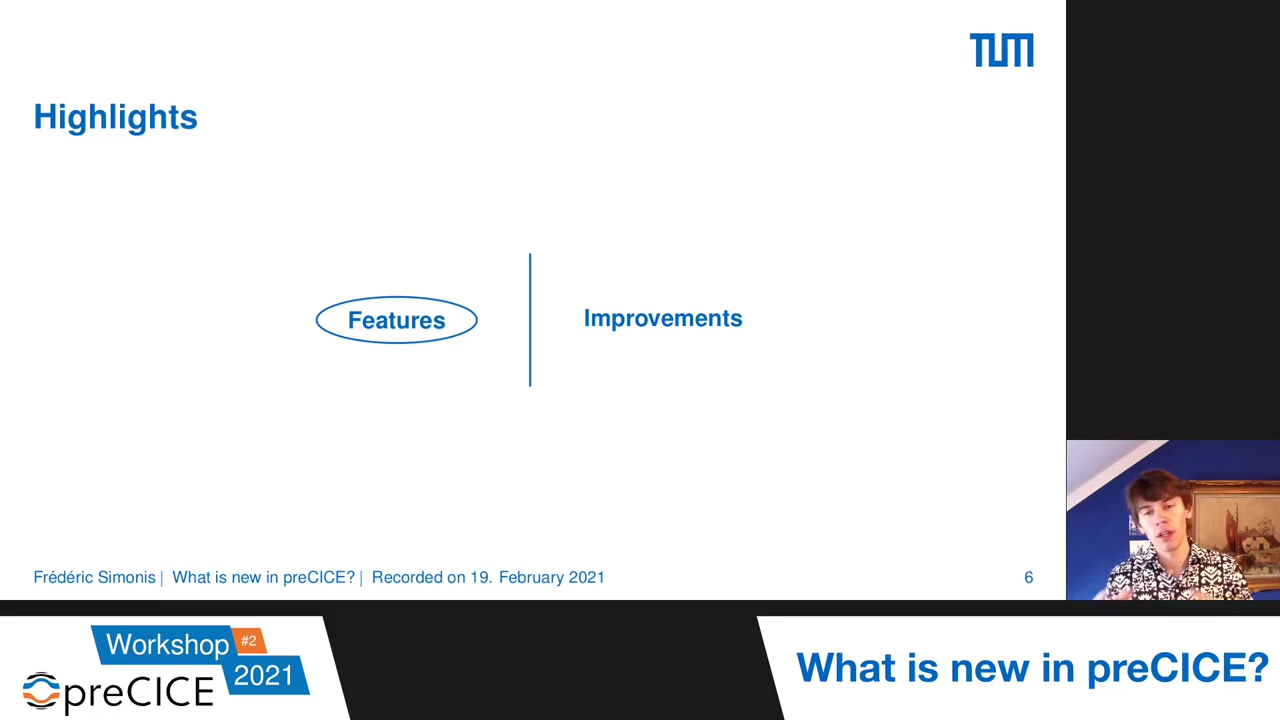 TUM
Highlights
Features
Improvements
Frédéric Simonis | What is new in preCICE? | Recorded on 19. February 2021
6
Workshop #2
2021
preCICE
What is new in preCICE?